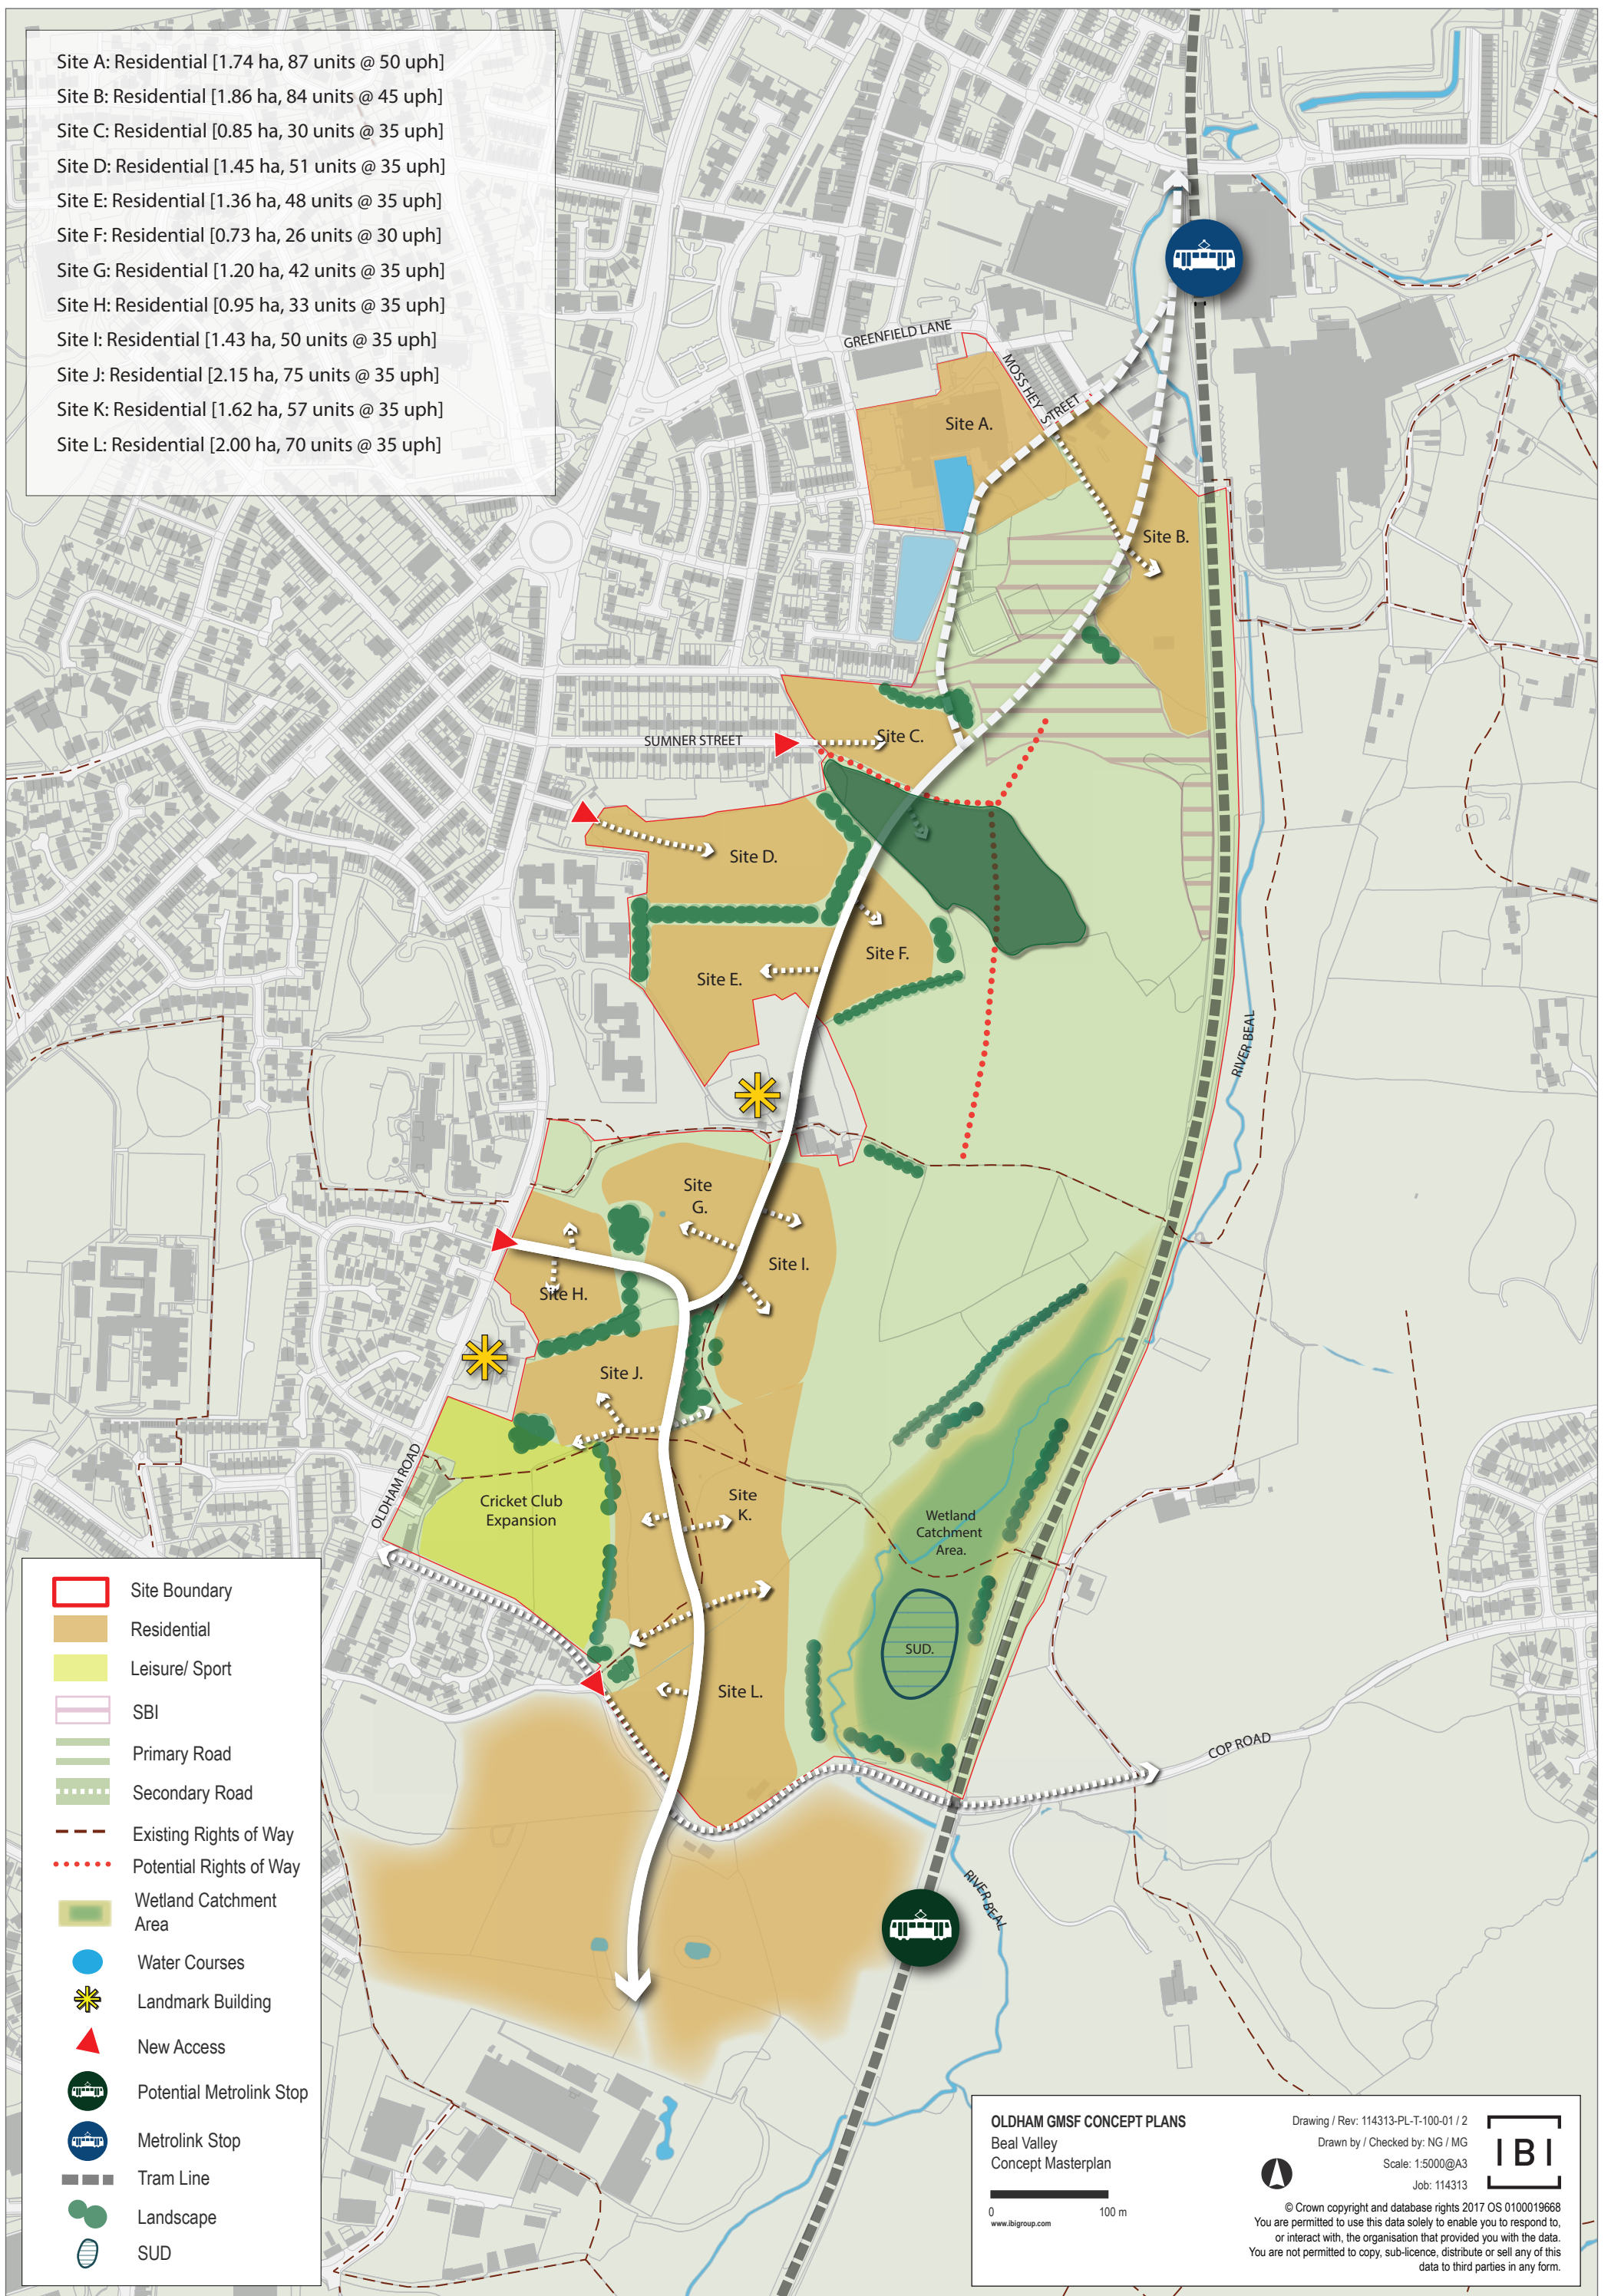 Site A: Residential [1.74 ha, 87 units @ 50 uph]
Site B: Residential [1.86 ha, 84 units @ 45 uph]
Site C: Residential [0.85 ha, 30 units @ 35 uph]
Site D: Residential [1.45 ha, 51 units @ 35 uph]
Site E: Residential [1.36 ha, 48 units @ 35 uph]
Site F: Residential [0.73 ha, 26 units @ 30 uph]
Site G: Residential [1.20 ha, 42 units @ 35 uph]
Site H: Residential [0.95 ha, 33 units @ 35 uph]
Site I: Residential [1.43 ha, 50 units @ 35 uph]
Site J: Residential [2.15 ha, 75 units @ 35 uph]
Site K: Residential [1.62 ha, 57 units @ 35 uph]
Site L: Residential [2.00 ha, 70 units @ 35 uph]
GREENFIELD LANE
MOSS HEY
STREET
Site A.
Site B.
SUMNER STREET
Site C.
Site D.
Site F.
Site E.
RIVER BEAL
Site
G.
Site I.
Site H.
Site J.
OLDHAM ROAD
Cricket Club
Expansion
Site
K.
Wetland
Catchment
Area.
SUD.
Site L.
COP ROAD
RIVER BEAL
Site Boundary
Residential
Leisure/ Sport
SBI
Primary Road
Secondary Road
Existing Rights of Way
Potential Rights of Way
Wetland Catchment
Area
Water Courses
Landmark Building
New Access
Potential Metrolink Stop
Metrolink Stop
Tram Line
Landscape
SUD
OLDHAM GMSF CONCEPT PLANS
Beal Valley
Concept Masterplan
0 100 m
www.ibigroup.com
Drawing / Rev: 114313-PL-T-100-01 / 2
Drawn by / Checked by: NG / MG
Scale: 1:5000@A3
Job: 114313
IBI
© Crown copyright and database rights 2017 OS 0100019668
You are permitted to use this data solely to enable you to respond to,
or interact with, the organisation that provided you with the data.
You are not permitted to copy, sub-licence, distribute or sell any of this
data to third parties in any form.